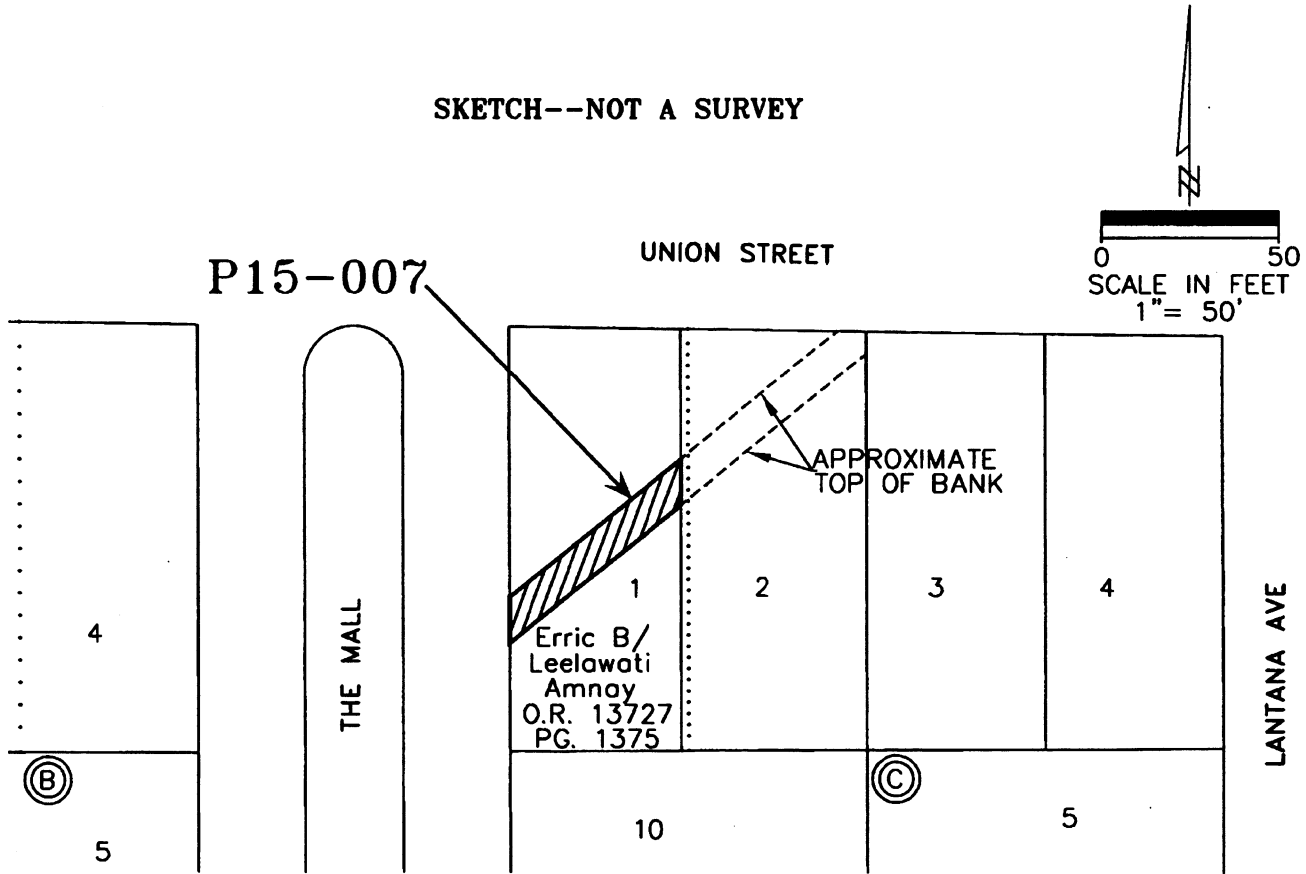 SKETCH--NOT A SURVEY
N
0 50
SCALE IN FEET
1"= 50'
UNION STREET
P15-007
APPROXIMATE
TOP OF BANK
4
THE MALL
1
2
3
4
Erric B/
Leelawati
Amnay
O.R. 13727
PG. 1375
LANTANA AVE
B
C
5
10
5